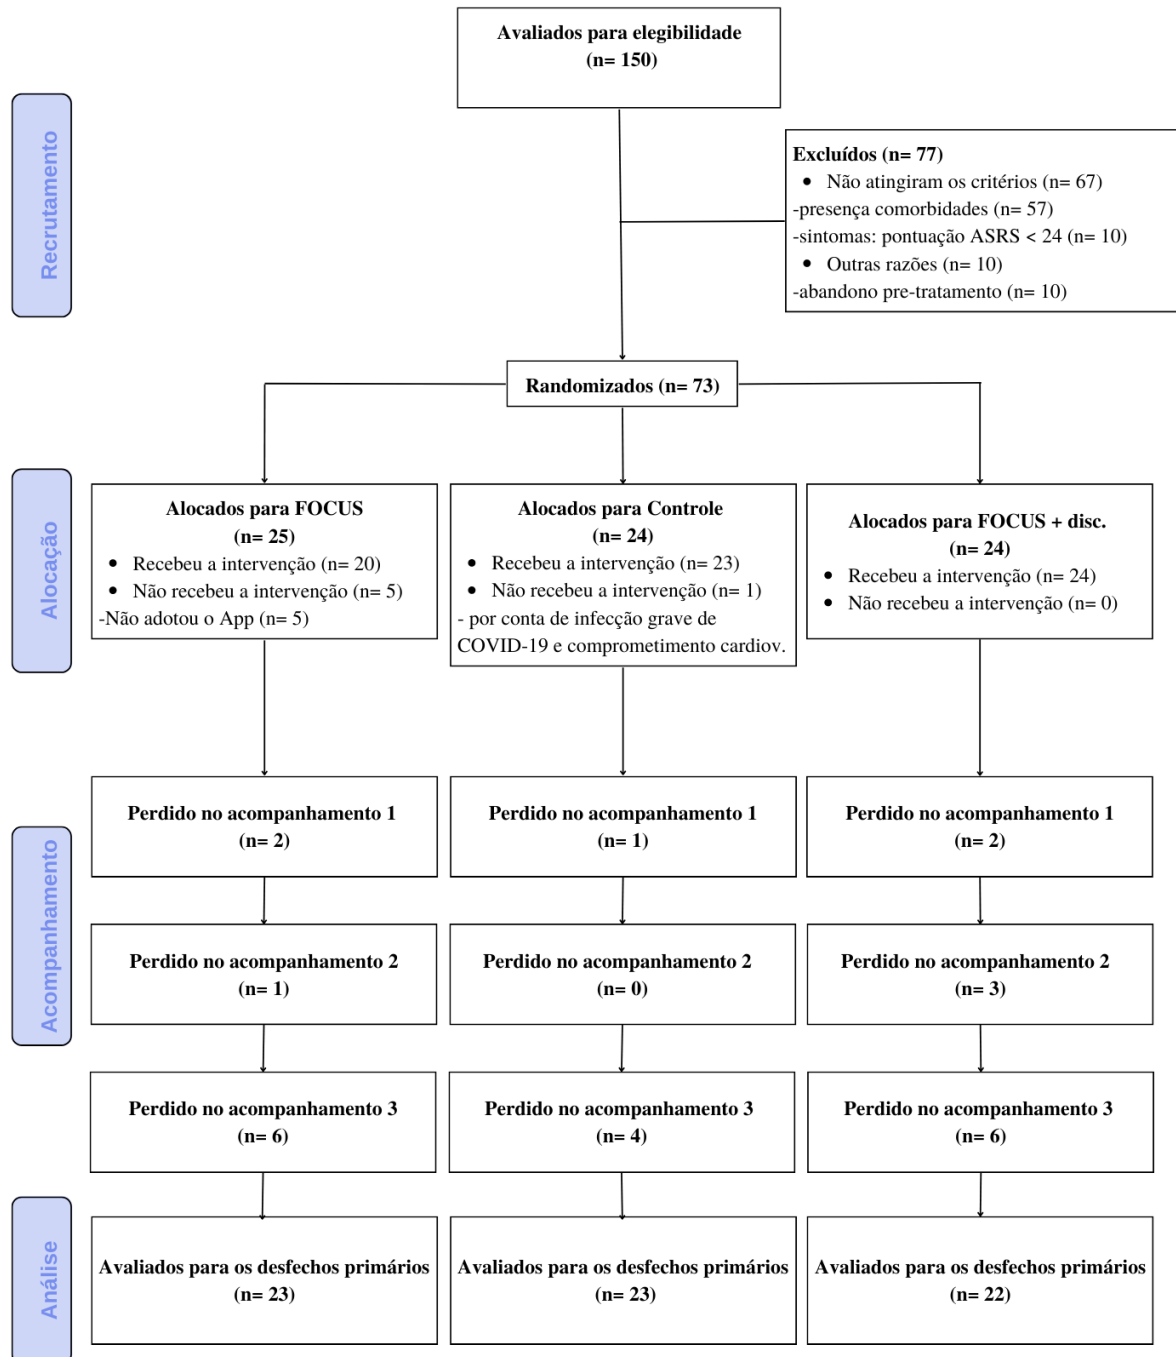 Avaliados para elegibilidade
(n= 150)
Recrutamento
Excluídos (n= 77)
• Não atingiram os critérios (n= 67)
-presença comorbidades (n= 57)
-sintomas: pontuação ASRS < 24 (n= 10)
• Outras razões (n= 10)
-abandono pre-tratamento (n= 10)
Randomizados (n= 73)
Alocação
Alocados para FOCUS
(n= 25)
• Recebeu a intervenção (n= 20)
• Não recebeu a intervenção (n= 5)
-Não adotou o App (n= 5)
Alocados para Controle
(n= 24)
• Recebeu a intervenção (n= 23)
• Não recebeu a intervenção (n= 1)
- por conta de infecção grave de
COVID-19 e comprometimento cardiov.
Alocados para FOCUS + disc.
(n= 24)
• Recebeu a intervenção (n= 24)
• Não recebeu a intervenção (n= 0)
Acompanhamento
Perdido no acompanhamento 1
(n= 2)
Perdido no acompanhamento 1
(n= 1)
Perdido no acompanhamento 1
(n= 2)
Perdido no acompanhamento 2
(n= 1)
Perdido no acompanhamento 2
(n= 0)
Perdido no acompanhamento 2
(n= 3)
Perdido no acompanhamento 3
(n= 6)
Perdido no acompanhamento 3
(n= 4)
Perdido no acompanhamento 3
(n= 6)
Análise
Avaliados para os desfechos primários
(n= 23)
Avaliados para os desfechos primários
(n= 23)
Avaliados para os desfechos primários
(n= 22)